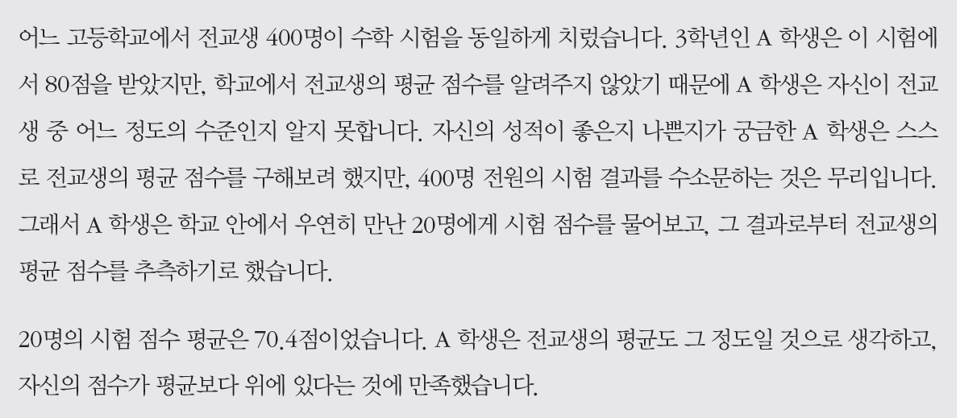 어느 고등학교에서 전교생 400명이 수학 시험을 동일하게 치렀습니다. 3학년인 A 학생은 이 시험에
서 80점을 받았지만, 학교에서 전교생의 평균 점수를 알려주지 않았기 때문에 A 학생은 자신이 전교
생 중 어느 정도의 수준인지 알지 못합니다. 자신의 성적이 좋은지 나쁜지가 궁금한 A 학생은 스스
로 전교생의 평균 점수를 구해보려 했지만, 400명 전원의 시험 결과를 수소문하는 것은 무리입니다.
그래서 A 학생은 학교 안에서 우연히 만난 20명에게 시험 점수를 물어보고, 그 결과로부터 전교생의
평균 점수를 추측하기로 했습니다.
20명의 시험 점수 평균은 70.4점이었습니다. A 학생은 전교생의 평균도 그 정도일 것으로 생각하고,
자신의 점수가 평균보다 위에 있다는 것에 만족했습니다.